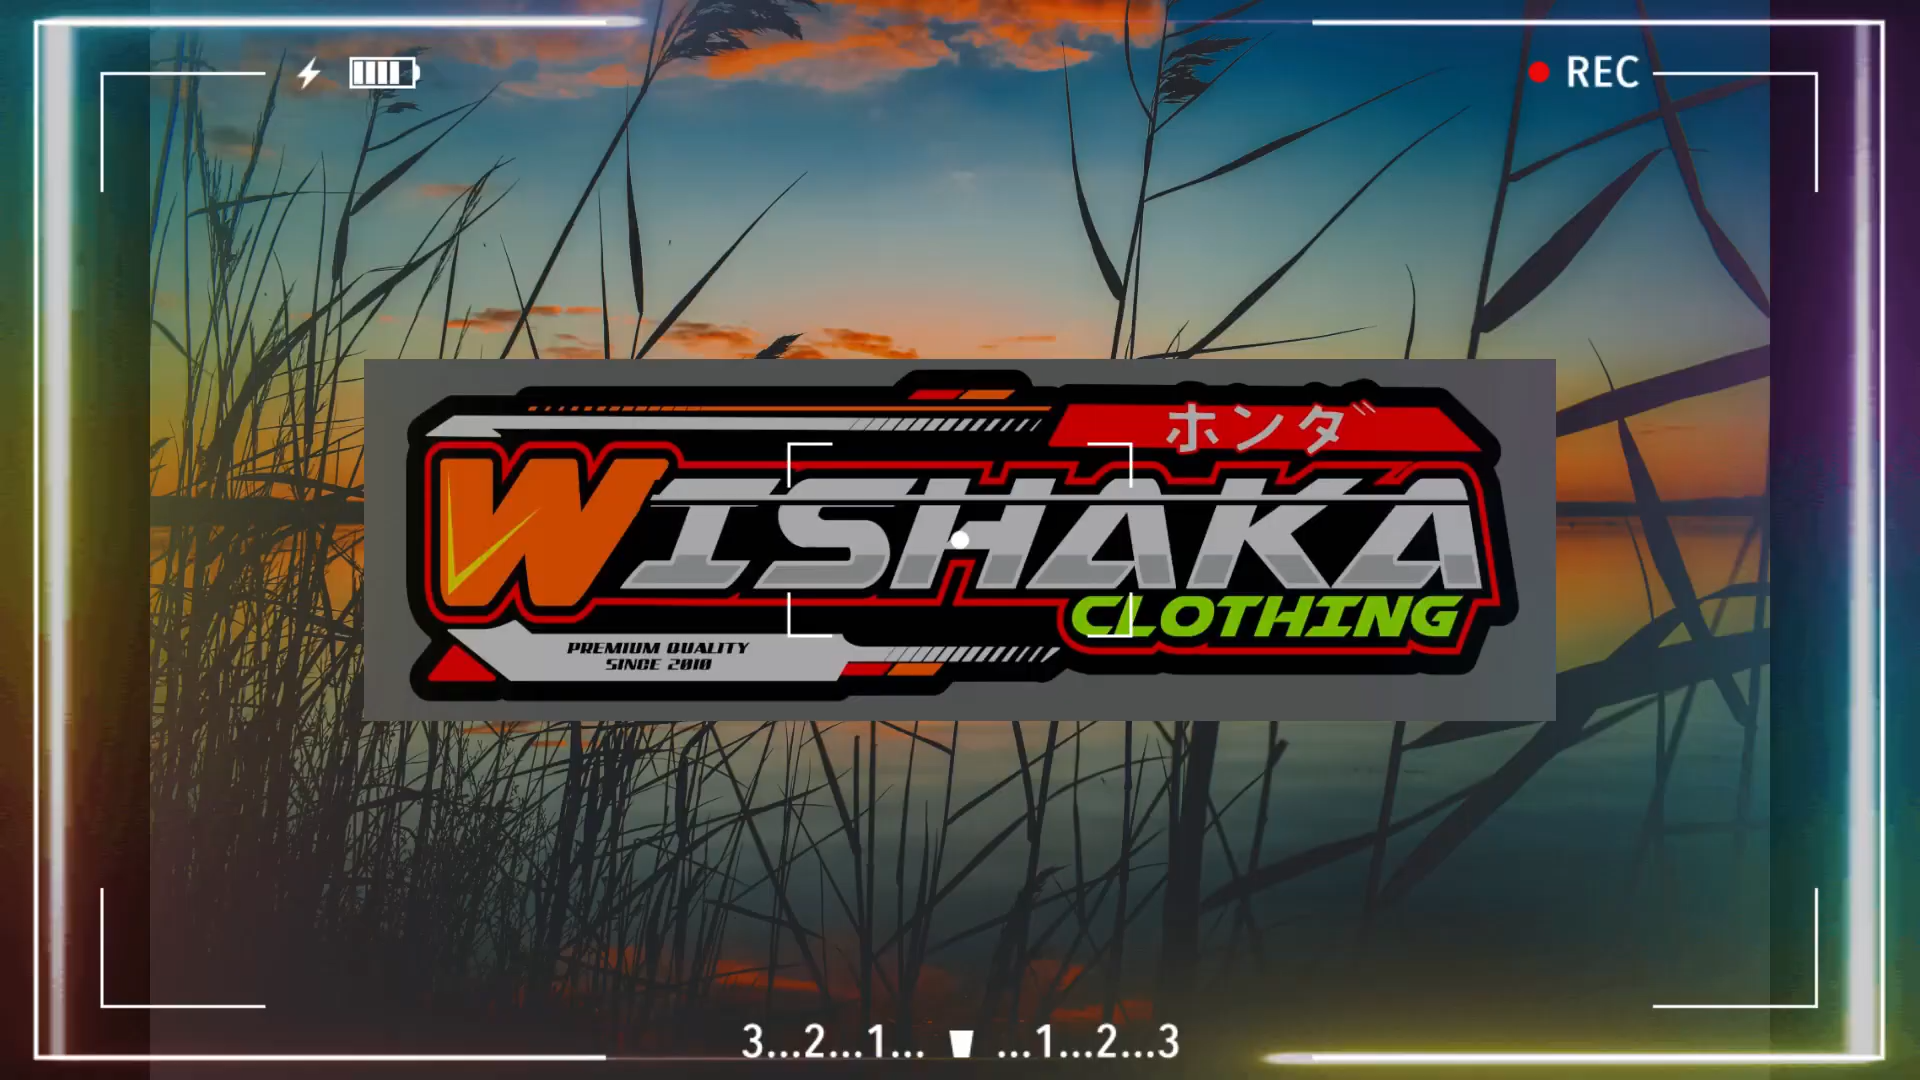 REC
ホンダ
WISHAKA
CLOTHING
PREMIUM QUALITY
SINCE 2010
3...2...1... ...1...2...3